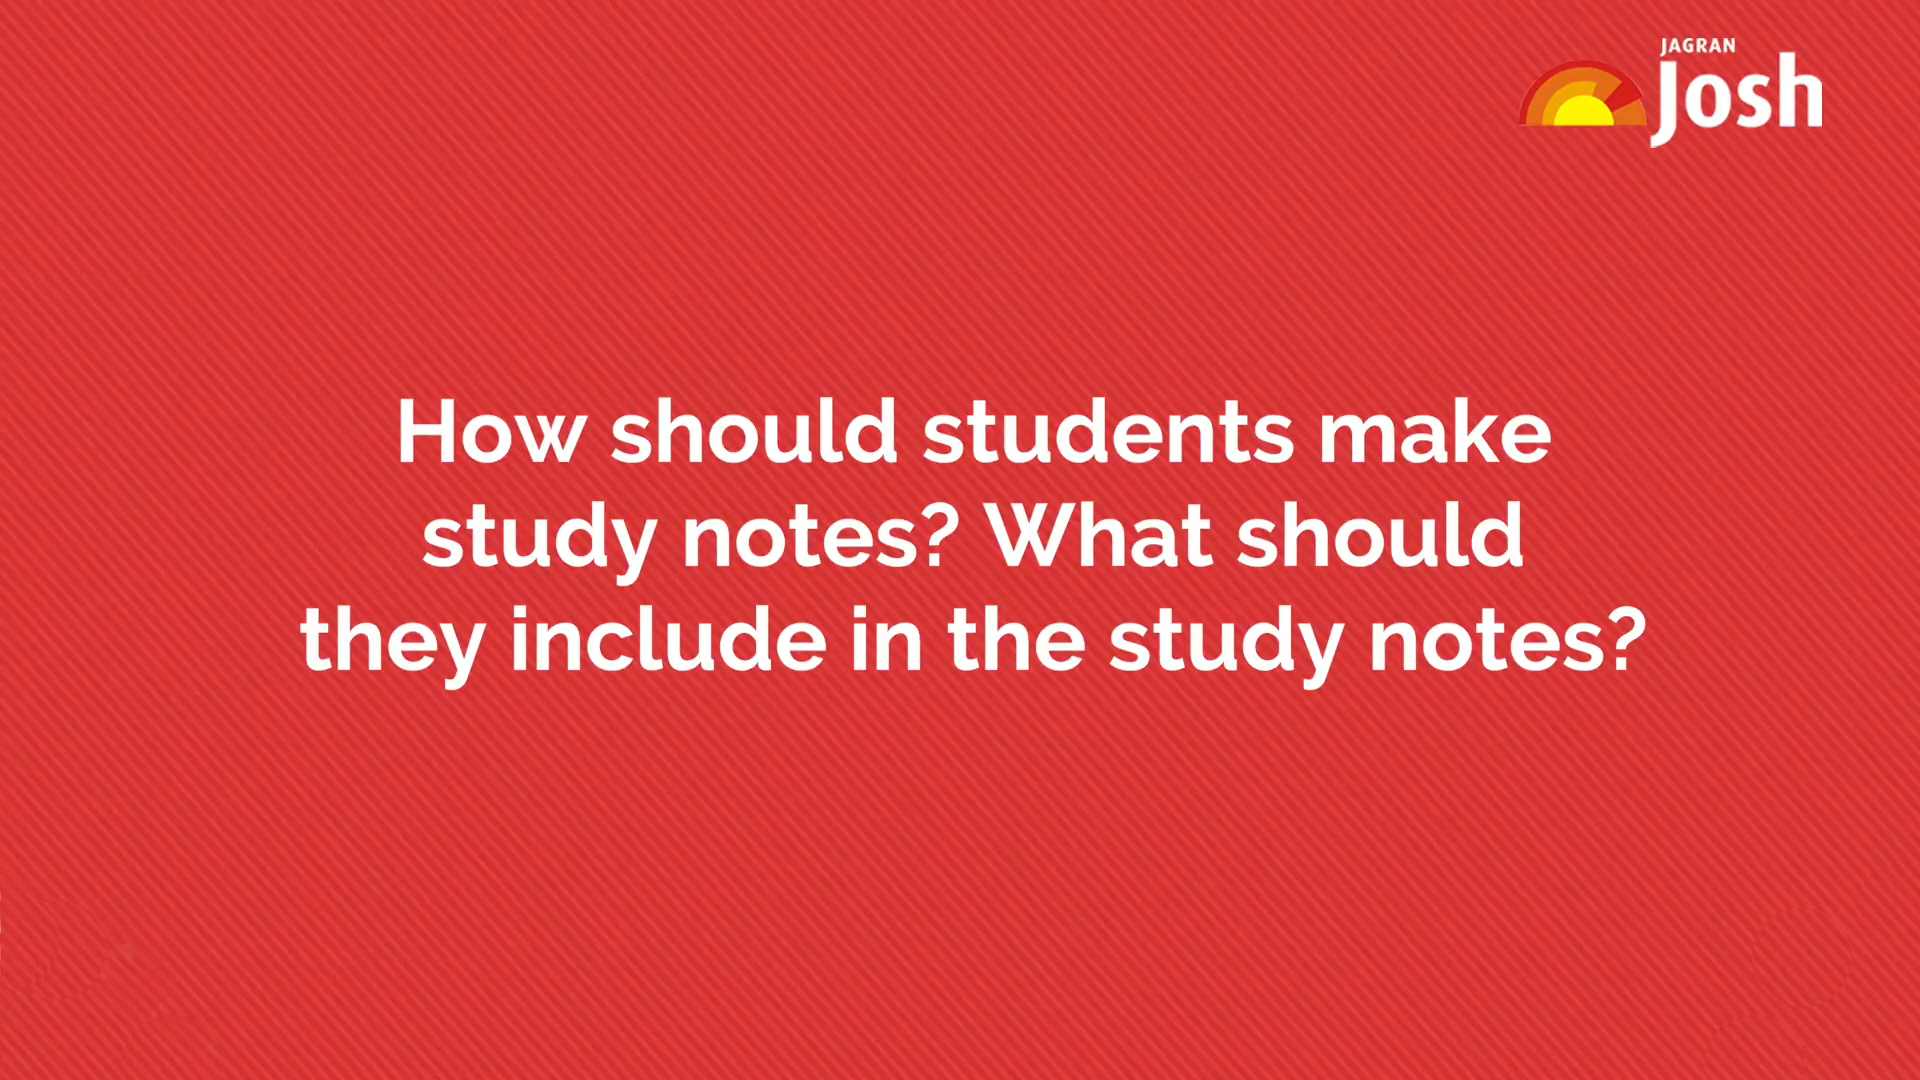 JAGRAN
Josh
How should students make
study notes? What should
they include in the study notes?